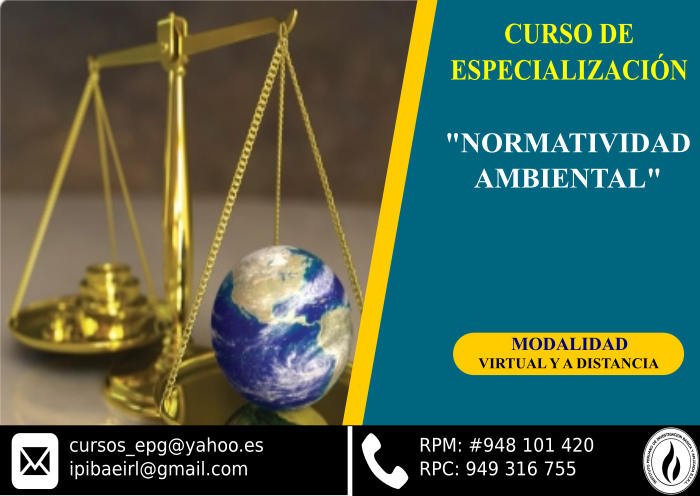 CURSO DE
ESPECIALIZACIÓN
"NORMATIVIDAD
AMBIENTAL"
MODALIDAD
VIRTUAL Y A DISTANCIA
cursos_epg@yahoo.es
ipibaeirl@gmail.com
RPM: #948 101 420
RPC: 949 316 755